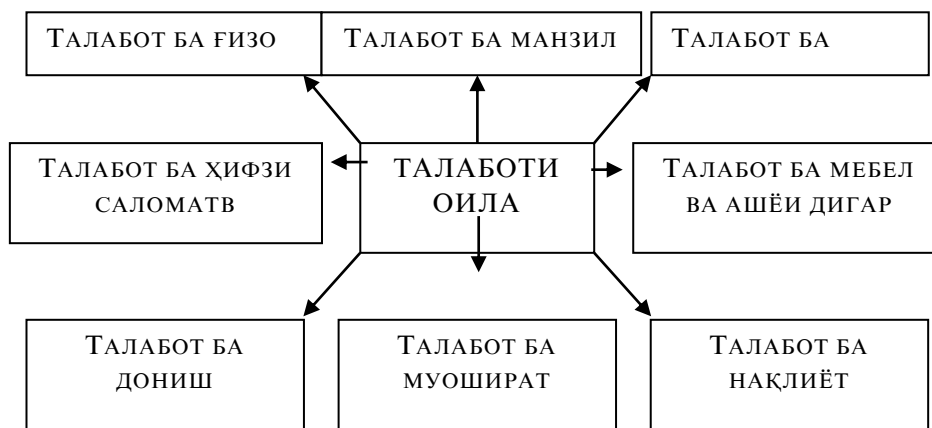 ТАЛАБОТ БА ҒИЗО
ТАЛАБОТ БА МАНЗИЛ
ТАЛАБОТ БА
ТАЛАБОТ БА ҲИФЗИ
САЛОМАТВ
ТАЛАБОТИ
ОИЛА
ТАЛАБОТ БА МЕБЕЛ
ВА АШЁИ ДИГАР
ТАЛАБОТ БА
ДОНИШ
ТАЛАБОТ БА
МУОШИРАТ
ТАЛАБОТ БА
НАҚЛИЁТ